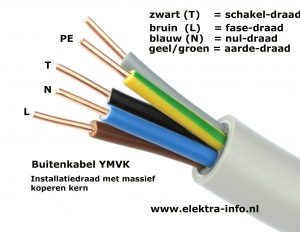 zwart (T) = schakel-draad
bruin (L) = fase-draad
blauw (N) = nul-draad
geel/groen = aarde-draad
PE
T
N
L
Buitenkabel YMVK
Installatiedraad met massief
koperen kern
www.elektra-info.nl